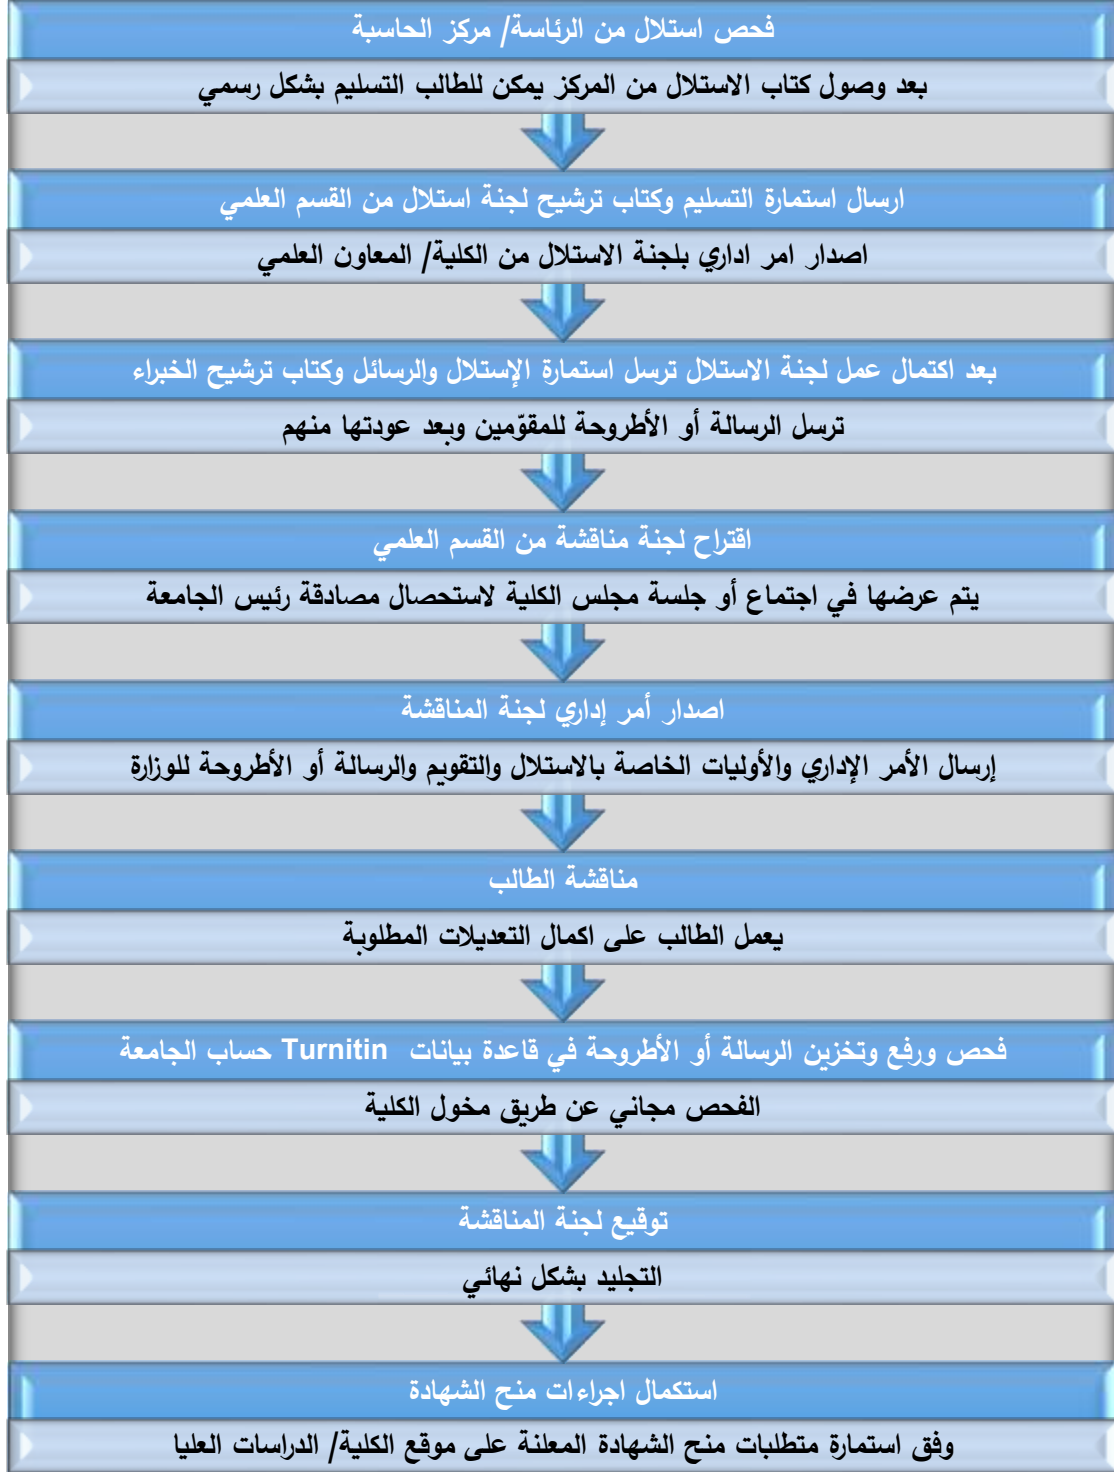 فحص استلال من الرئاسة/ مركز الحاسبة
بعد وصول كتاب الاستلال من المركز يمكن للطالب التسليم بشكل رسمي
ارسال استمارة التسليم وكتاب ترشيح لجنة استلال من القسم العلمي
اصدار امر اداري بلجنة الاستلال من الكلية/ المعاون العلمي
بعد اكتمال عمل لجنة الاستلال ترسل استمارة الإستلال والرسائل وكتاب ترشيح الخبراء
ترسل الرسالة أو الأطروحة للمقوّمين وبعد عودتها منهم
اقتراح لجنة مناقشة من القسم العلمي
يتم عرضها في اجتماع أو جلسة مجلس الكلية لاستحصال مصادقة رئيس الجامعة
اصدار أمر إداري لجنة المناقشة
إرسال الأمر الإداري والأوليات الخاصة بالاستلال والتقويم والرسالة أو الأطروحة للوزارة
مناقشة الطالب
يعمل الطالب على اكمال التعديلات المطلوبة
فحص ورفع وتخزين الرسالة أو الأطروحة في قاعدة بيانات Turnitin حساب الجامعة
الفحص مجاني عن طريق مخول الكلية
توقيع لجنة المناقشة
التجليد بشكل نهائي
استكمال اجراءات منح الشهادة
وفق استمارة متطلبات منح الشهادة المعلنة على موقع الكلية/ الدراسات العليا